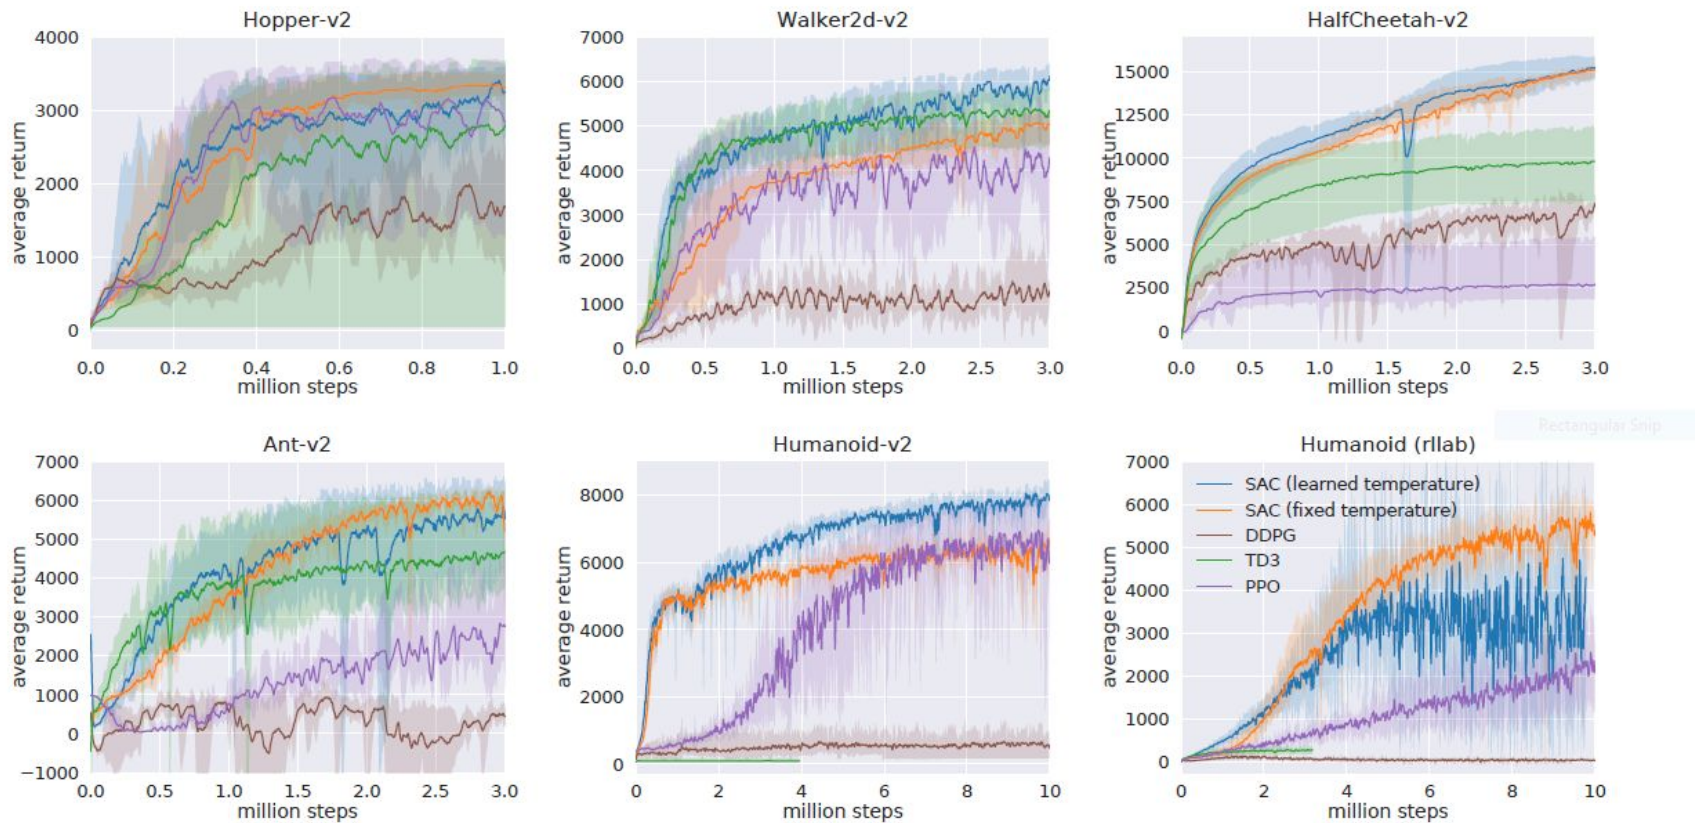 Hopper-v2
4000
3000
2000
1000
0
average return
0.0 0.2 0.4 0.6 0.8 1.0
million steps
Walker2d-v2
7000
6000
5000
4000
3000
2000
1000
0
average return
0.0 0.5 1.0 1.5 2.0 2.5 3.0
million steps
HalfCheetah-v2
15000
12500
10000
7500
5000
2500
0
average return
0.0 0.5 1.0 1.5 2.0 2.5 3.0
million steps
Rectangular Snip
Ant-v2
7000
6000
5000
4000
3000
2000
1000
0
−1000
average return
0.0 0.5 1.0 1.5 2.0 2.5 3.0
million steps
Humanoid-v2
8000
6000
4000
2000
0
average return
0 2 4 6 8 10
million steps
Humanoid (rllab)
7000
6000
5000
4000
3000
2000
1000
0
average return
SAC (learned temperature)
SAC (fixed temperature)
DDPG
TD3
PPO
0 2 4 6 8 10
million steps